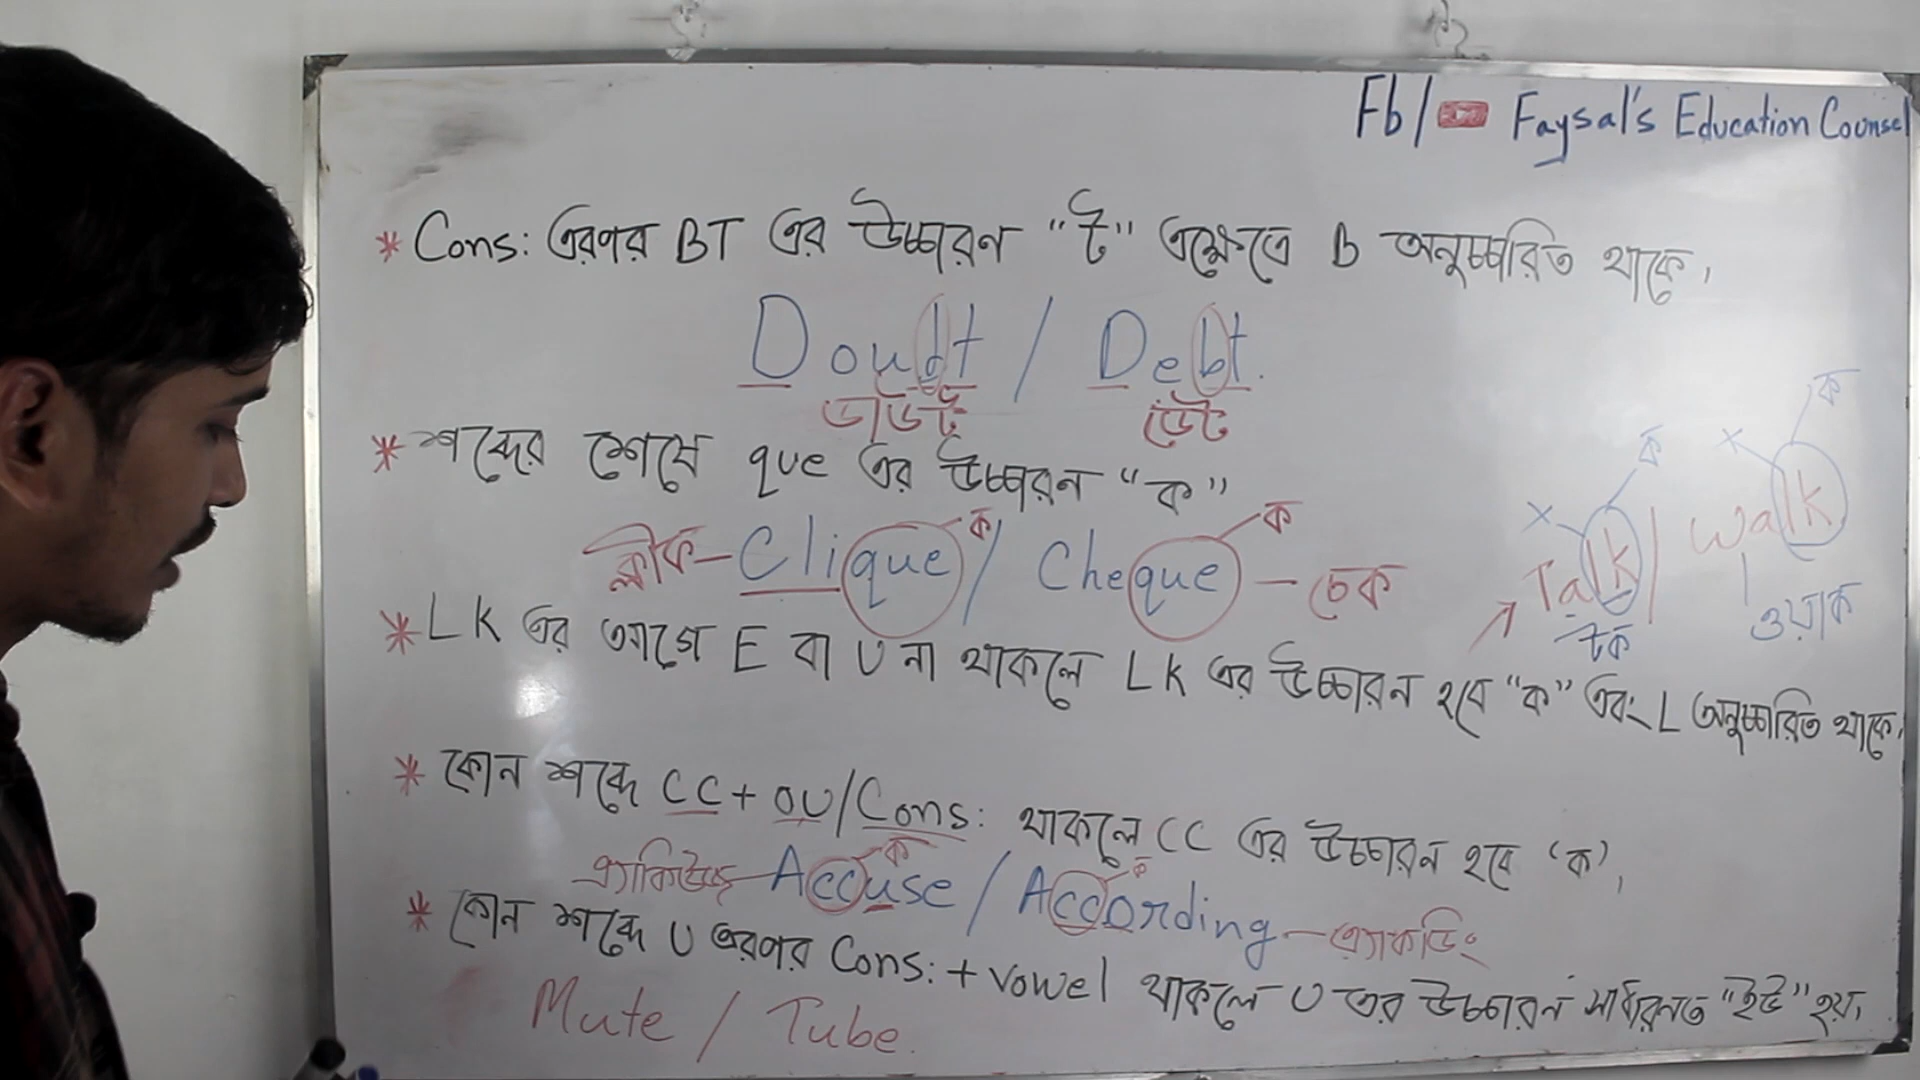 Fb/ Faysal's Education Counsel
* Cons: এরপর BT এর উচ্চারন "ট" এক্ষেত্রে B অনুচ্চারিত থাকে।
Doubt / Debt.
ডাউট ডেট
* শব্দের শেষে que এর উচ্চারন "ক"
ক্লীক - Clique ক / Cheque ক - চেক
x ক x ক
Talk / Walk
টক ওয়াক
* LK এর আগে E বা U না থাকলে LK এর উচ্চারন হবে "ক" এবং L অনুচ্চারিত থাকে।
* কোন শব্দে CC + OU/Cons: থাকলে CC এর উচ্চারন হবে 'ক'।
এ্যাকিউজ - Accuse ক / According ক - এ্যাকর্ডিং
* কোন শব্দে U এরপর Cons: + Vowel থাকলে U এর উচ্চারন সাধারনত "ইউ" হয়।
Mute / Tube.